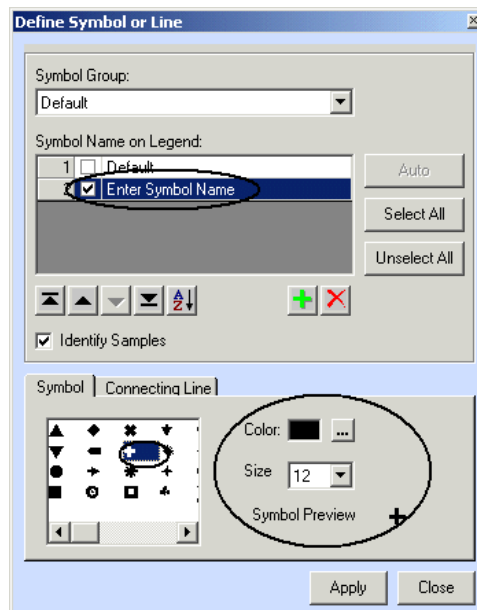 Define Symbol or Line
Symbol Group:
Default
Symbol Name on Legend:
1 Default
2 Enter Symbol Name
Auto
Select All
Unselect All
A
Z
Identify Samples
Symbol
Connecting Line
Color:
...
Size
12
Symbol Preview
Apply
Close